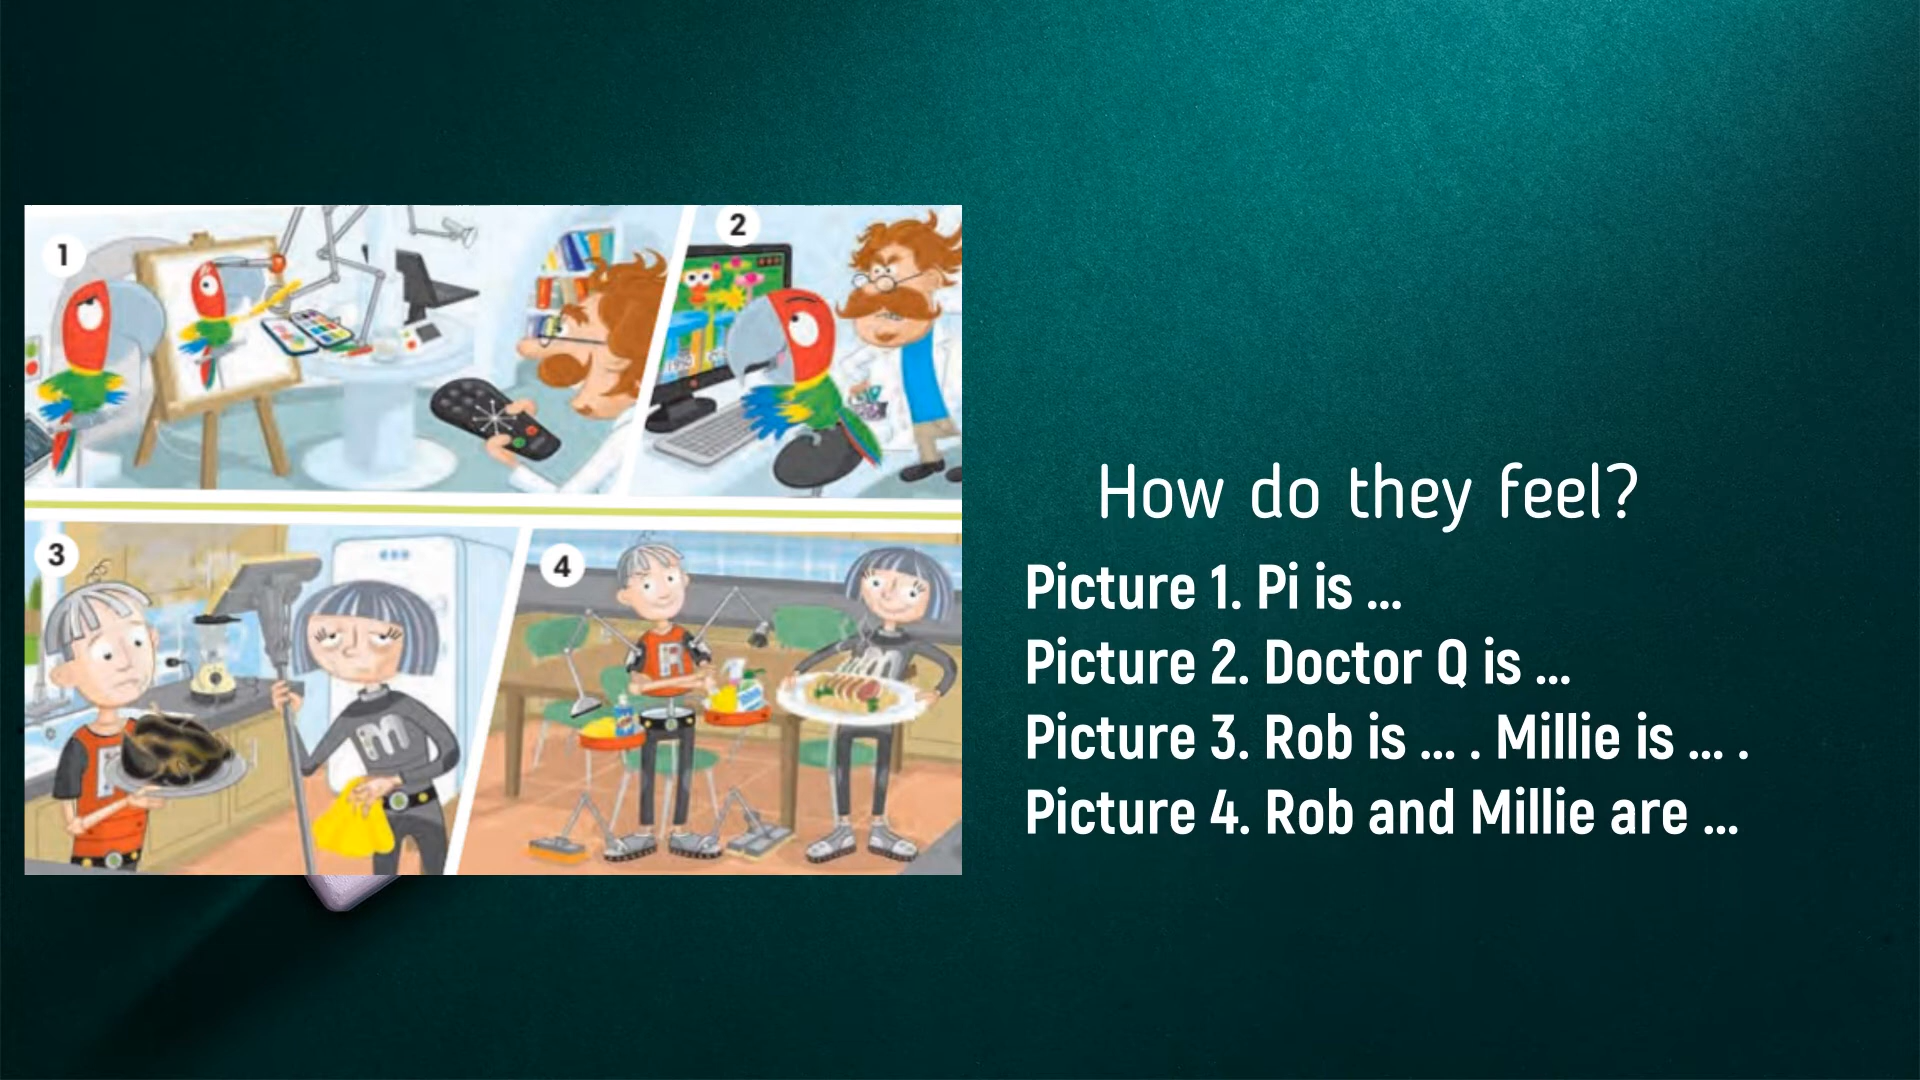 1
2
3
4
R
m
R
m
How do they feel?
Picture 1. Pi is ...
Picture 2. Doctor Q is ...
Picture 3. Rob is ... . Millie is ... .
Picture 4. Rob and Millie are ...